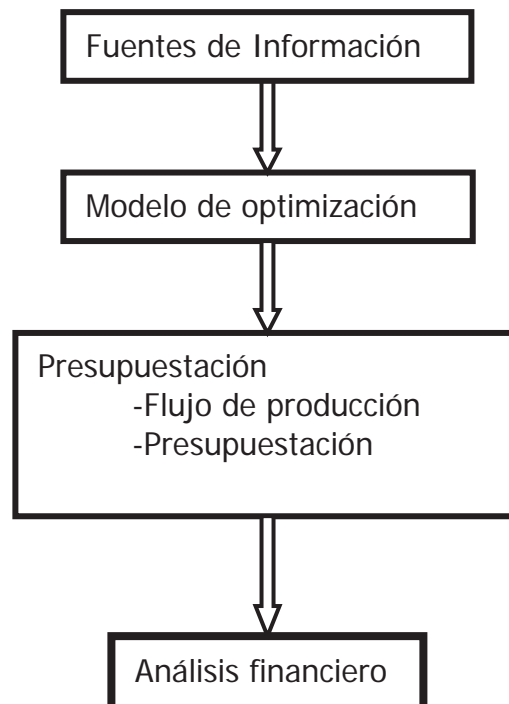 Fuentes de Información
Modelo de optimización
Presupuestación
-Flujo de producción
-Presupuestación
Análisis financiero